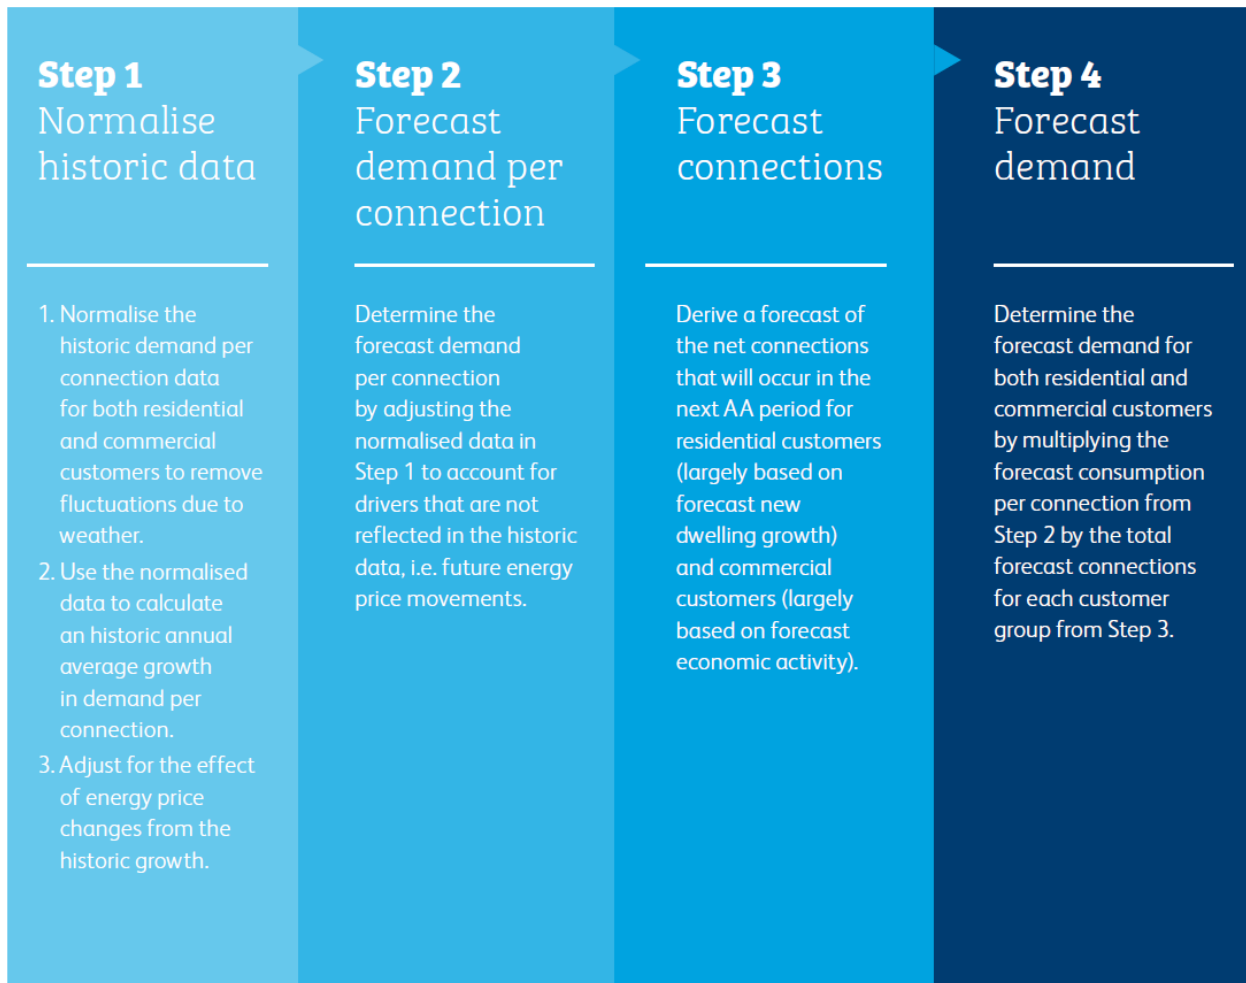 Step 1
Normalise
historic data
1. Normalise the
historic demand per
connection data
for both residential
and commercial
customers to remove
fluctuations due to
weather.
2. Use the normalised
data to calculate
an historic annual
average growth
in demand per
connection.
3. Adjust for the effect
of energy price
changes from the
historic growth.
Step 2
Forecast
demand per
connection
Determine the
forecast demand
per connection
by adjusting the
normalised data in
Step 1 to account for
drivers that are not
reflected in the historic
data, i.e. future energy
price movements.
Step 3
Forecast
connections
Derive a forecast of
the net connections
that will occur in the
next AA period for
residential customers
(largely based on
forecast new
dwelling growth)
and commercial
customers (largely
based on forecast
economic activity).
Step 4
Forecast
demand
Determine the
forecast demand for
both residential and
commercial customers
by multiplying the
forecast consumption
per connection from
Step 2 by the total
forecast connections
for each customer
group from Step 3.